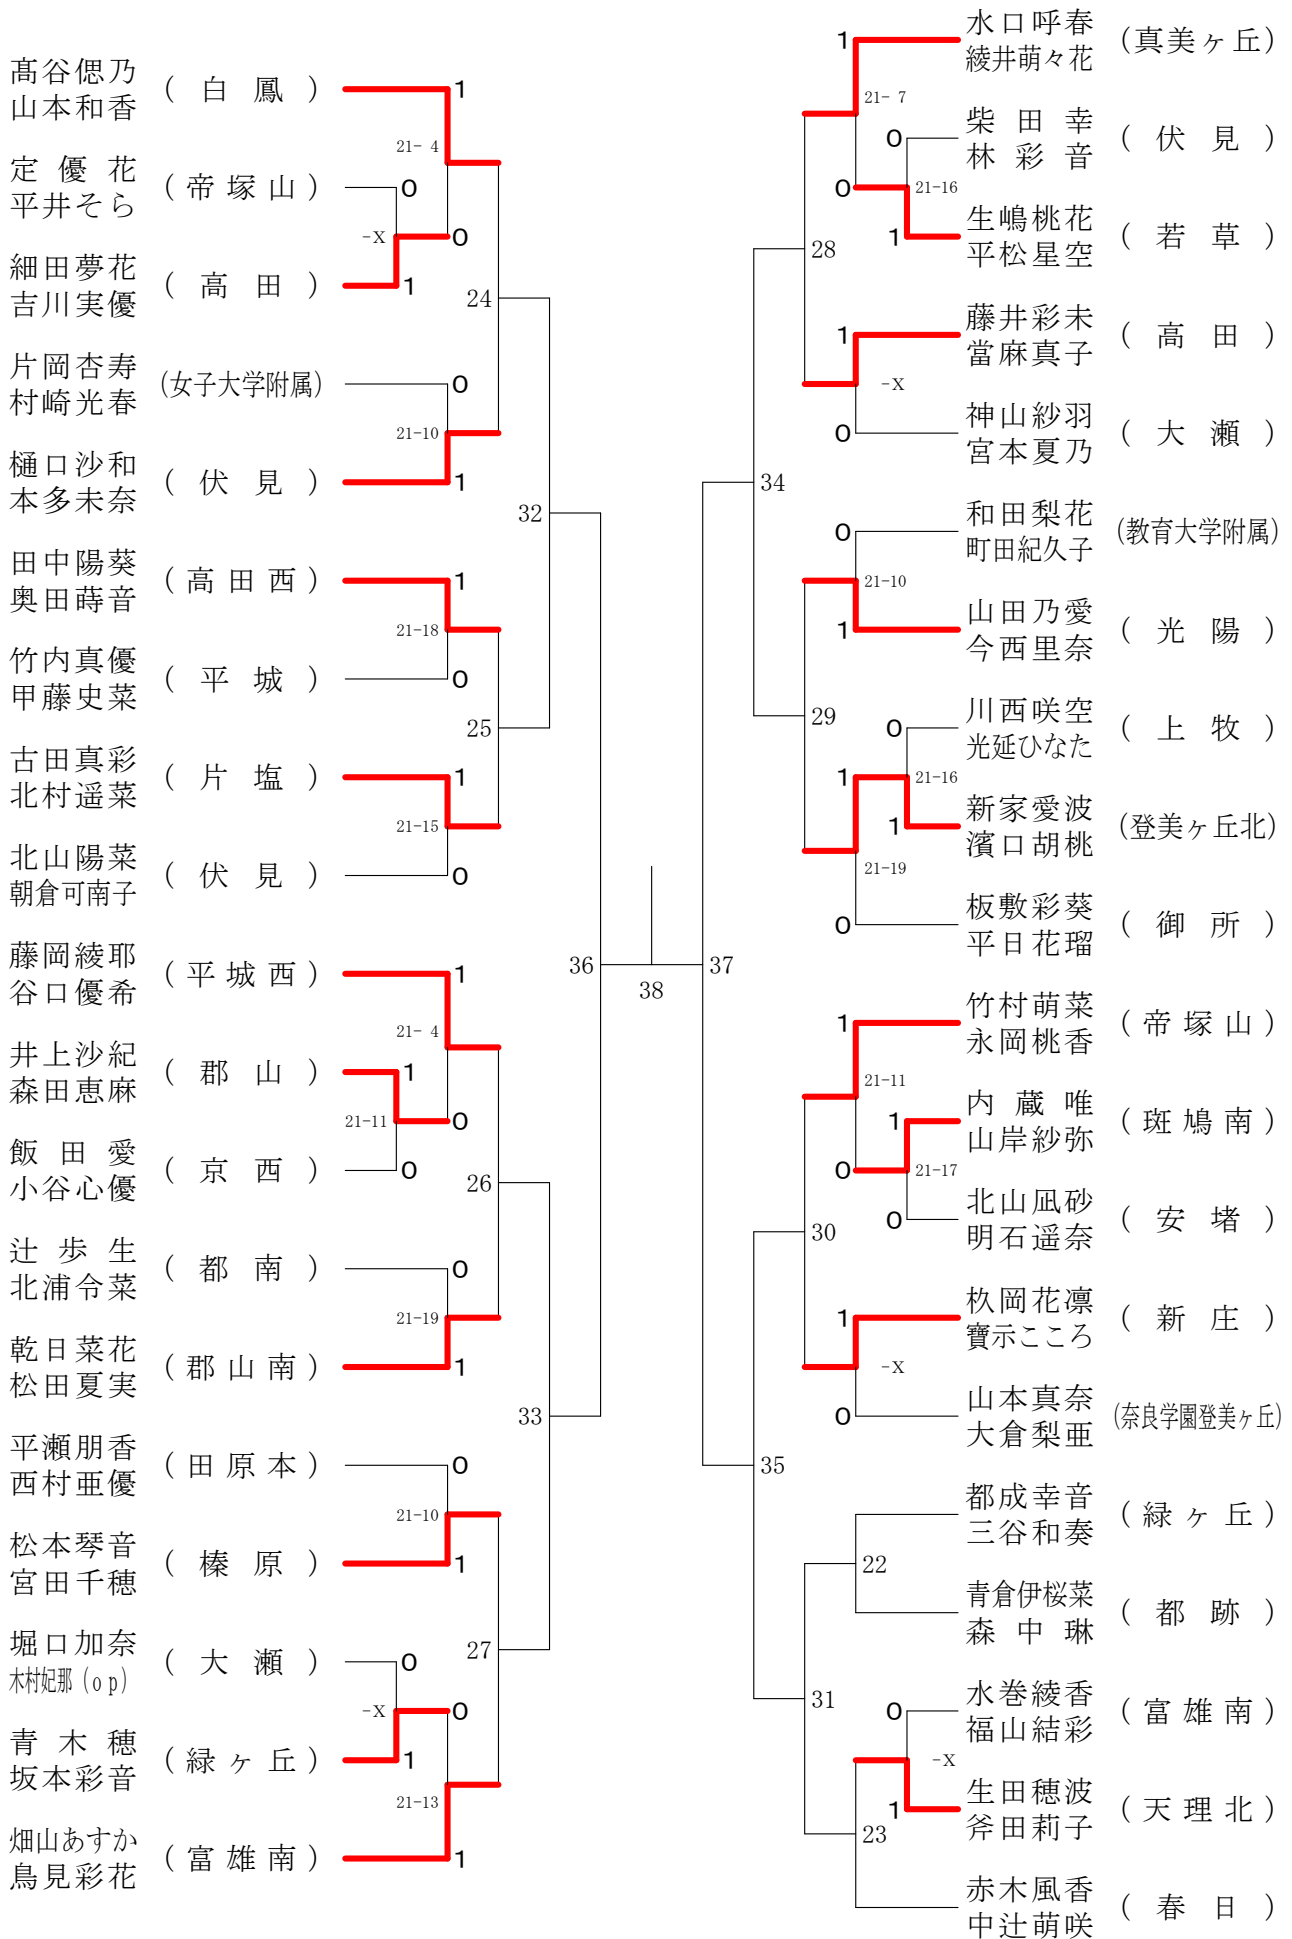 髙谷偲乃
山本和香
(白鳳)
1
21- 4
定優花
平井そら
(帝塚山)
0
-X
0
細田夢花
吉川実優
(高田)
1
24
片岡杏寿
村崎光春
(女子大学附属)
0
21-10
樋口沙和
本多未奈
(伏見)
1
32
田中陽葵
奥田蒔音
(高田西)
1
21-18
竹内真優
甲藤史菜
(平城)
0
25
古田真彩
北村遥菜
(片塩)
1
21-15
北山陽菜
朝倉可南子
(伏見)
0
36
藤岡綾耶
谷口優希
(平城西)
1
21- 4
井上沙紀
森田恵麻
(郡山)
1
21-11
0
飯田愛
小谷心優
(京西)
0
26
辻歩生
北浦令菜
(都南)
0
21-19
乾日菜花
松田夏実
(郡山南)
1
33
平瀬朋香
西村亜優
(田原本)
0
21-10
松本琴音
宮田千穂
(榛原)
1
27
堀口加奈
木村妃那(op)
(大瀬)
0
-X
0
青木穂
坂本彩音
(緑ヶ丘)
1
21-13
畑山あすか
鳥見彩花
(富雄南)
1
38
水口呼春
綾井萌々花
(真美ヶ丘)
1
21- 7
柴田幸
林彩音
(伏見)
0
21-16
0
生嶋桃花
平松星空
(若草)
1
28
藤井彩未
當麻真子
(高田)
1
-X
神山紗羽
宮本夏乃
(大瀬)
0
34
和田梨花
町田紀久子
(教育大学附属)
0
21-10
山田乃愛
今西里奈
(光陽)
1
29
川西咲空
光延ひなた
(上牧)
0
21-16
1
新家愛波
濱口胡桃
(登美ヶ丘北)
1
21-19
板敷彩葵
平日花瑠
(御所)
0
37
竹村萌菜
永岡桃香
(帝塚山)
1
21-11
内蔵唯
山岸紗弥
(斑鳩南)
1
21-17
0
北山凪砂
明石遥奈
(安堵)
0
30
杦岡花凛
寶示こころ
(新庄)
1
-X
山本真奈
大倉梨亜
(奈良学園登美ヶ丘)
0
35
都成幸音
三谷和奏
(緑ヶ丘)
22
青倉伊桜菜
森中琳
(都跡)
31
水巻綾香
福山結彩
(富雄南)
0
-X
生田穂波
斧田莉子
(天理北)
1
23
赤木風香
中辻萌咲
(春日)